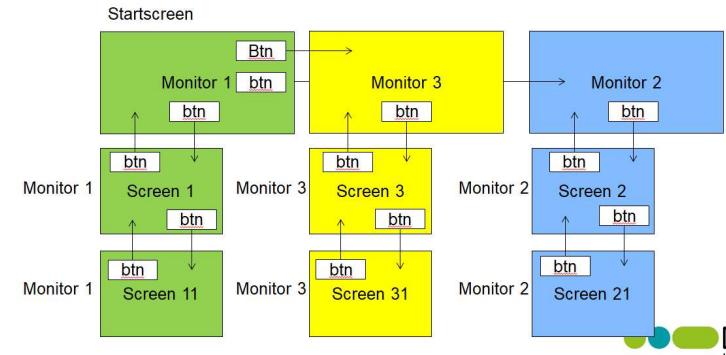 Startscreen
Btn
Monitor 1 btn Monitor 3 Monitor 2
btn btn btn
btn btn btn
Monitor 1 Screen 1 Monitor 3 Screen 3 Monitor 2 Screen 2
btn btn btn
btn btn btn
Monitor 1 Screen 11 Monitor 3 Screen 31 Monitor 2 Screen 21